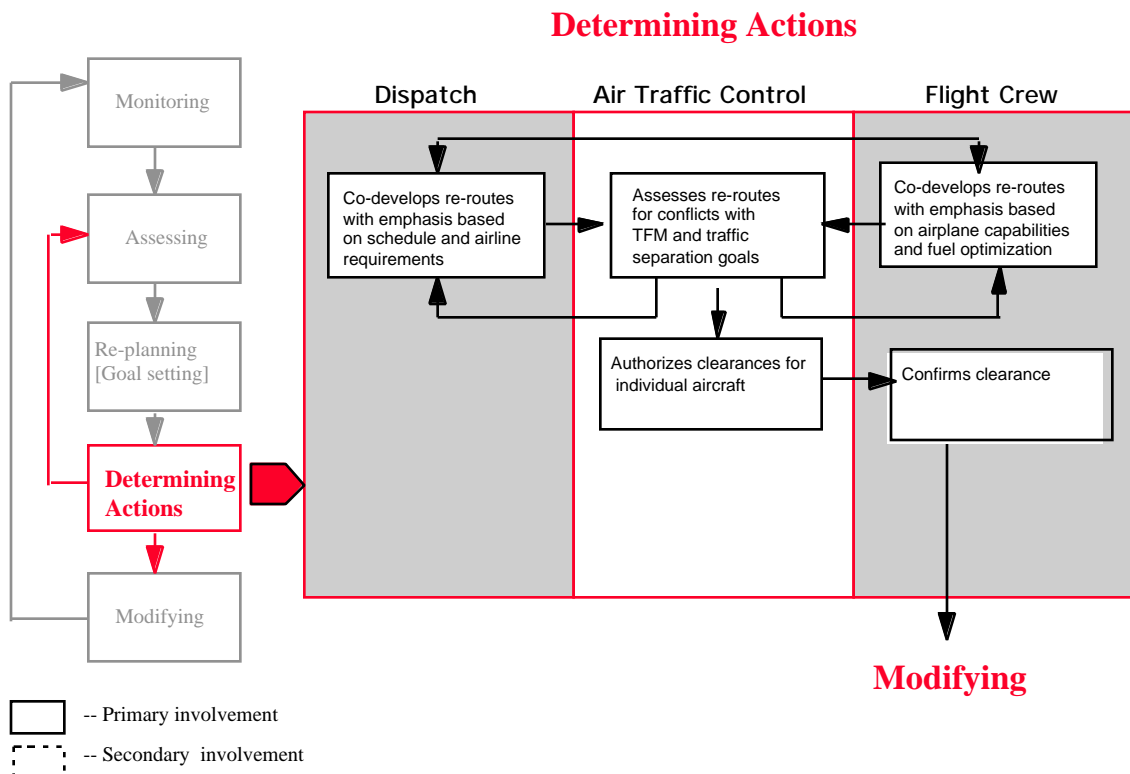 Determining Actions
Monitoring
Assessing
Re-planning
[Goal setting]
Determining
Actions
Modifying
Dispatch
Air Traffic Control
Flight Crew
Co-develops re-routes
with emphasis based
on schedule and airline
requirements
Assesses re-routes
for conflicts with
TFM and traffic
separation goals
Co-develops re-routes
with emphasis based
on airplane capabilities
and fuel optimization
Authorizes clearances for
individual aircraft
Confirms clearance
Modifying
-- Primary involvement
-- Secondary involvement